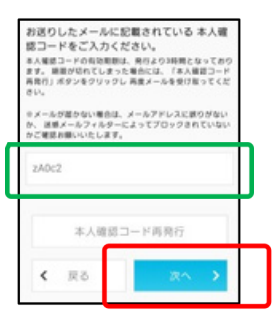 お送りしたメールに記載されている 本人確
認コードをご入力ください。
本人確認コードの有効期限は、発行より3時間となっており
ます。 期限が切れてしまった場合には、「本人確認コード
再発行」ボタンをクリックし 再度メールを受け取ってくだ
さい。
※メールが届かない場合は、メールアドレスに誤りがない
か、 迷惑メールフィルターによってブロックされていない
かご確認お願いいたします。
zA0c2
本人確認コード再発行
戻る
次へ